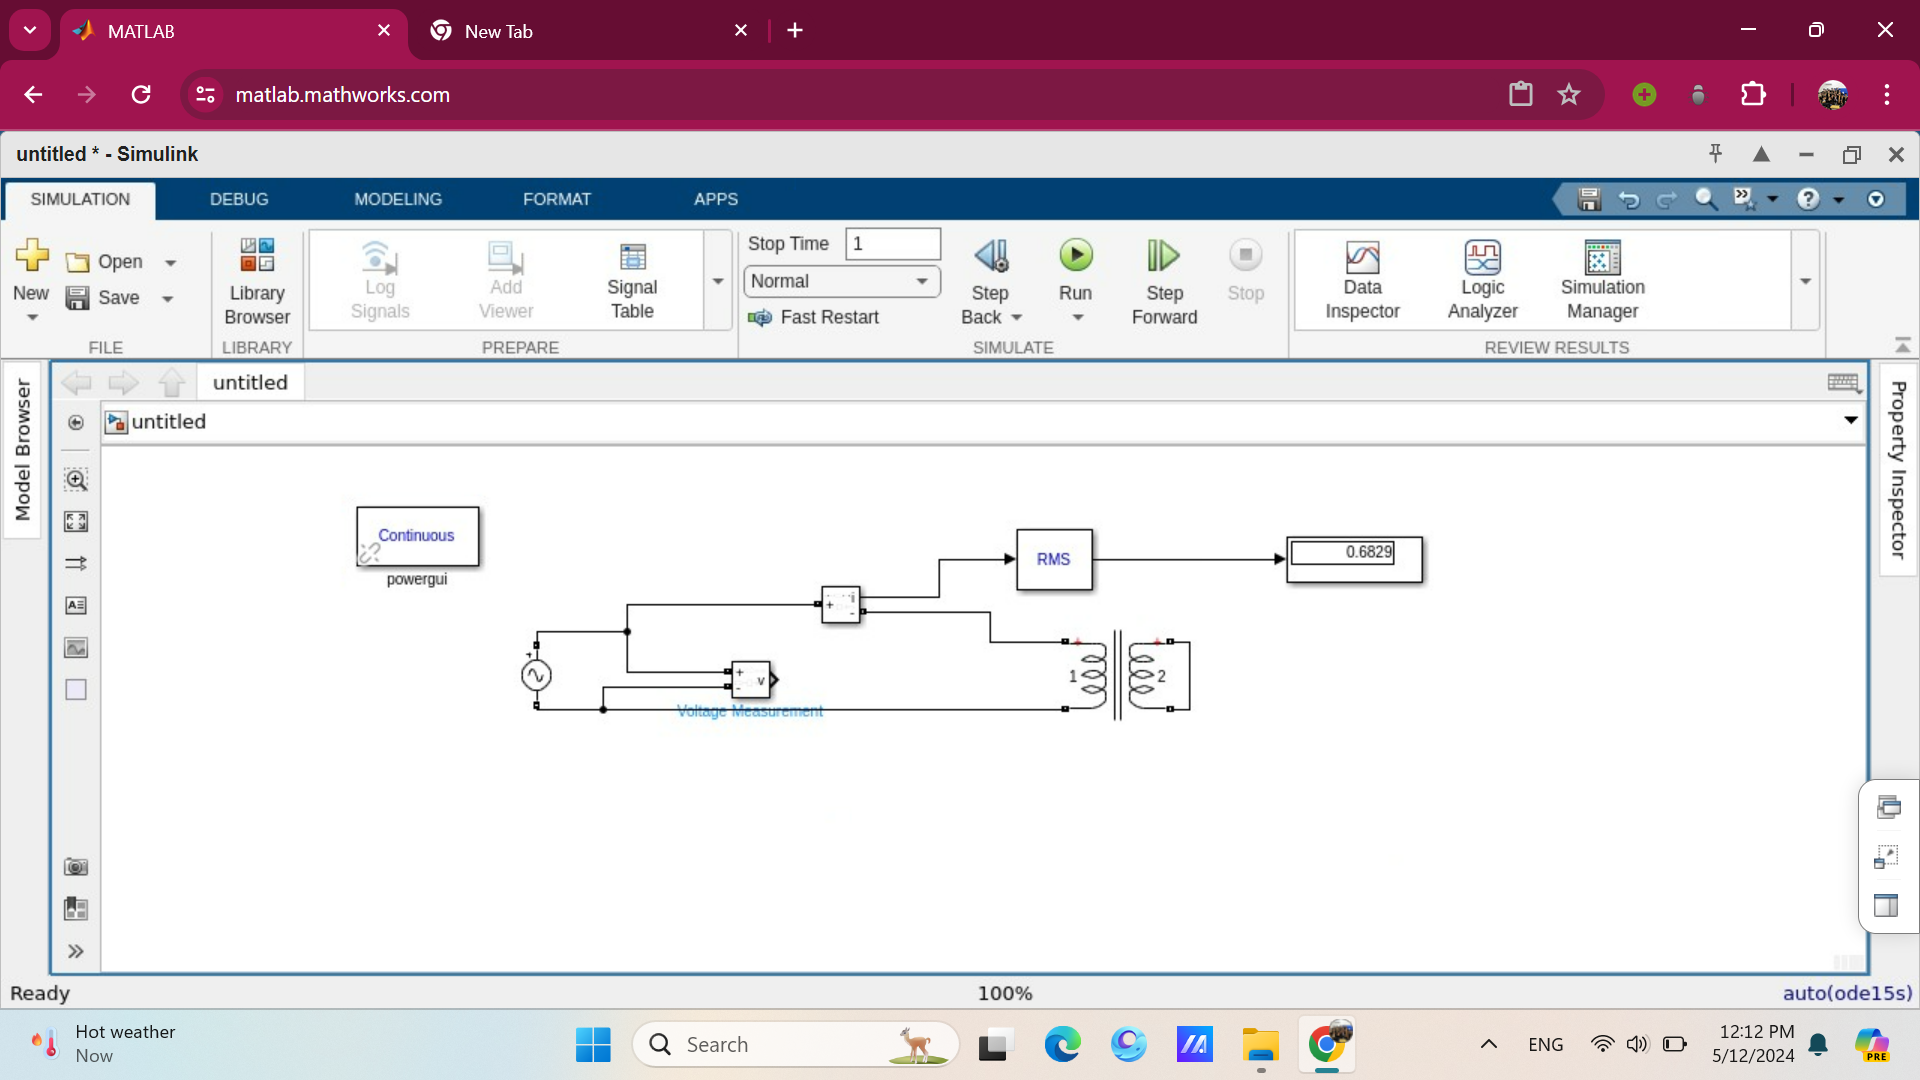 MATLAB
New Tab
matlab.mathworks.com
untitled * - Simulink
SIMULATION DEBUG MODELING FORMAT APPS
New
Open
Save
FILE
Library Browser
LIBRARY
Log Signals
Add Viewer
Signal Table
PREPARE
Stop Time 1
Normal
Fast Restart
Step Back
Run
Step Forward
Stop
SIMULATE
Data Inspector
Logic Analyzer
Simulation Manager
REVIEW RESULTS
Model Browser
untitled
untitled
Property Inspector
Continuous
powergui
RMS
0.6829
+ i -
+ v -
Voltage Measurement
+
1 2
Ready 100% auto(ode15s)
Hot weather
Now
Search
ENG
12:12 PM
5/12/2024
PRE